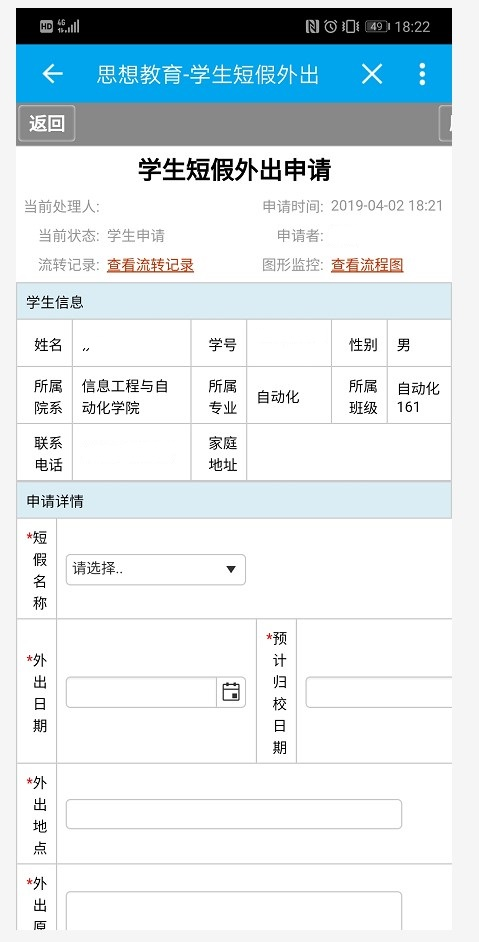 HD 4G 49 18:22
思想教育-学生短假外出
返回
学生短假外出申请
当前处理人: 申请时间: 2019-04-02 18:21
当前状态: 学生申请 申请者:
流转记录: 查看流转记录 图形监控: 查看流程图
学生信息
姓名 ,, 学号 性别 男
所属院系 信息工程与自动化学院 所属专业 自动化 所属班级 自动化161
联系电话 家庭地址
申请详情
*短假名称 请选择..
*外出日期 *预计归校日期
*外出地点
*外出原